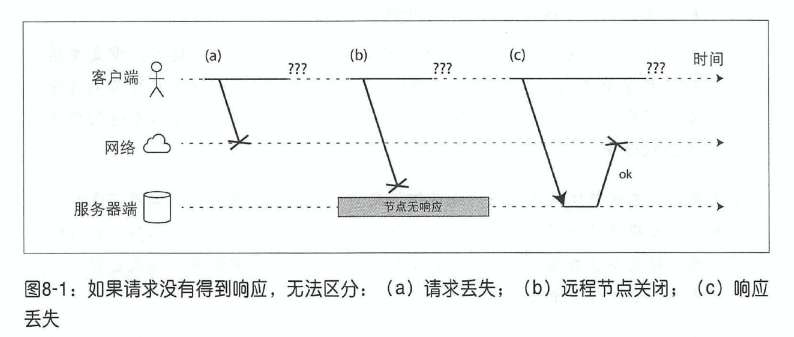 (a) (b) (c)
客户端 ??? ??? ??? 时间
网络
ok
服务器端 节点无响应
图8-1：如果请求没有得到响应，无法区分：（a）请求丢失；（b）远程节点关闭；（c）响应
丢失